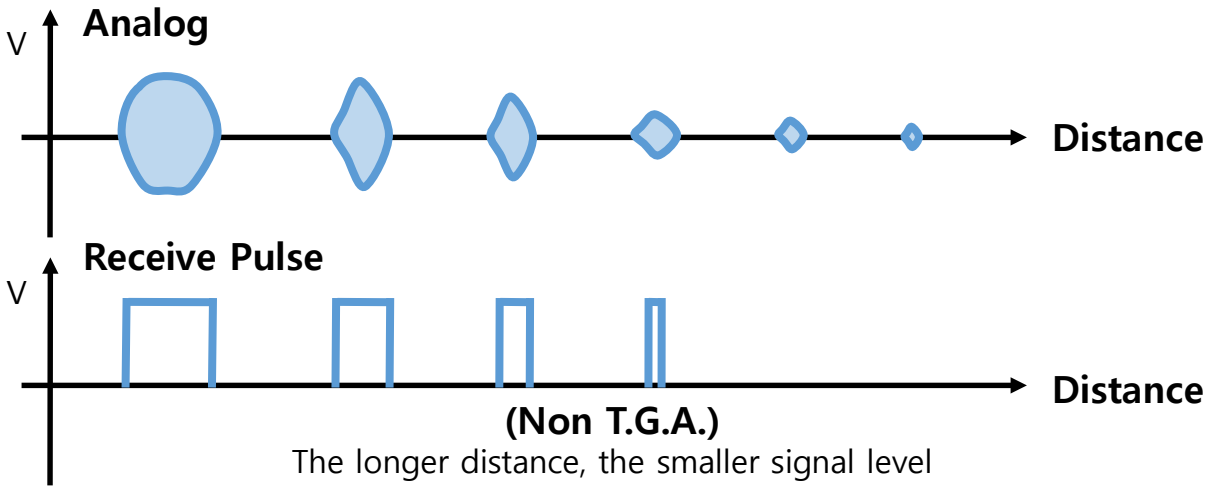 Analog
V
Distance
Receive Pulse
V
Distance
(Non T.G.A.)
The longer distance, the smaller signal level